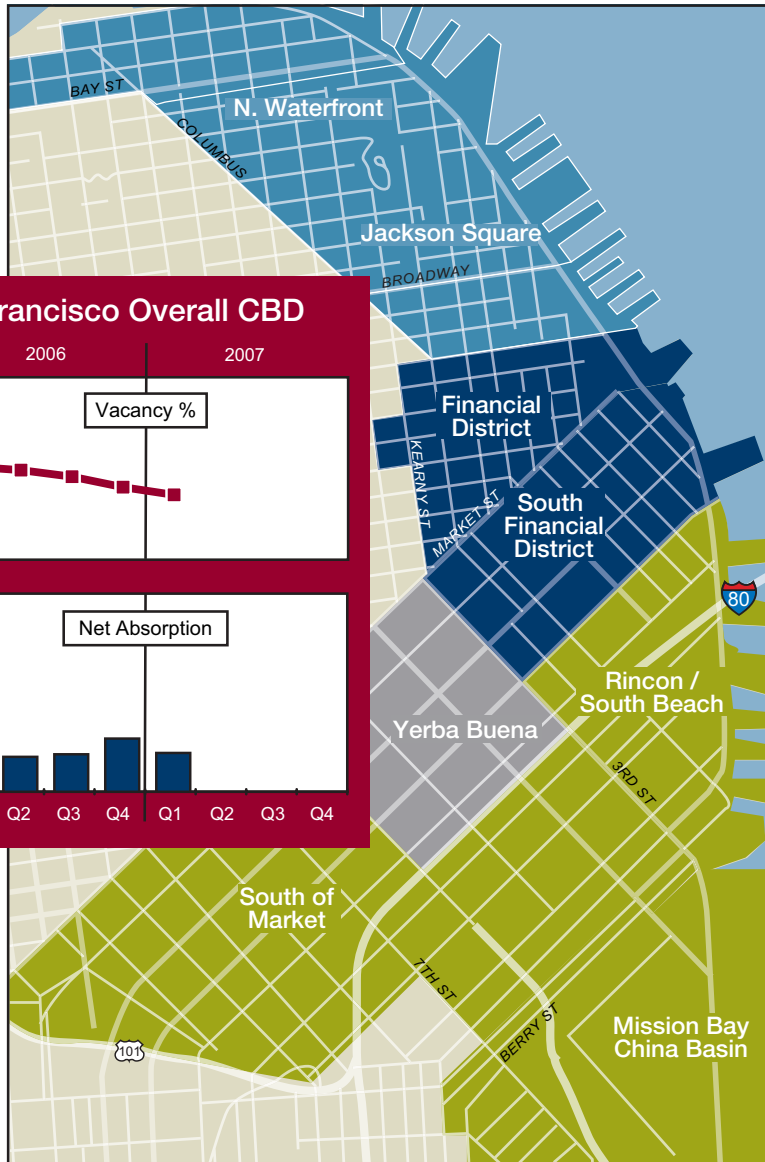 BAY ST
N. Waterfront
COLUMBUS
Jackson Square
BROADWAY
Francisco Overall CBD
2006 2007
Vacancy %
Financial
District
KEARNY ST
MARKET ST
South
Financial
District
80
Net Absorption
Rincon /
South Beach
Yerba Buena
3RD ST
Q2 Q3 Q4 Q1 Q2 Q3 Q4
South of
Market
7TH ST
BERRY ST
Mission Bay
China Basin
101